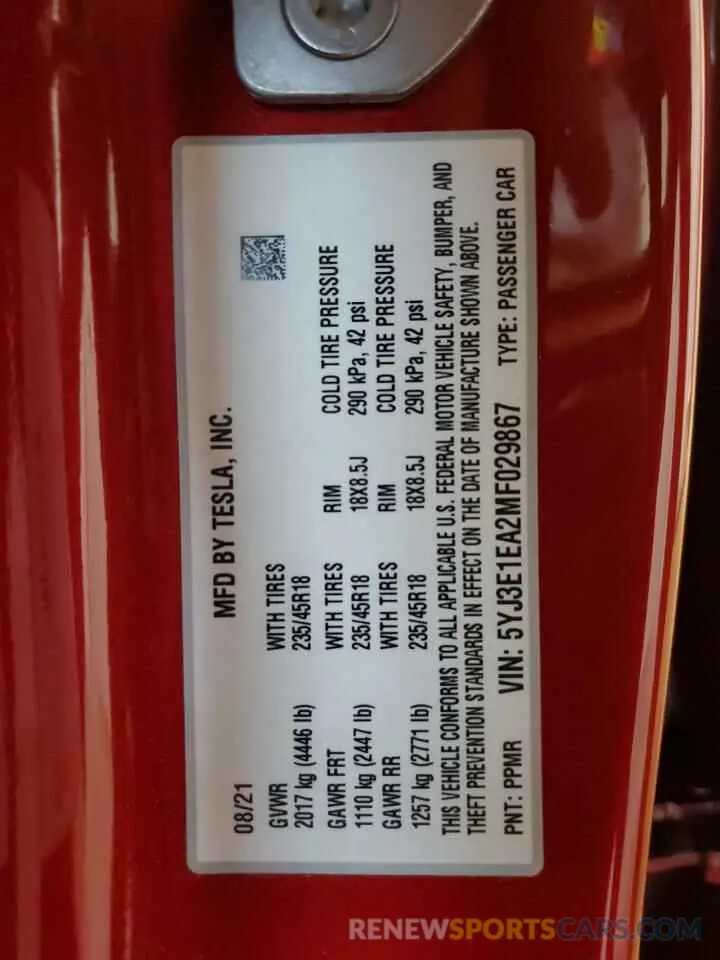 MFD BY TESLA, INC.
08/21
GVWR WITH TIRES
2017 kg (4446 lb) 235/45R18
GAWR FRT WITH TIRES RIM COLD TIRE PRESSURE
1110 kg (2447 lb) 235/45R18 18X8.5J 290 kPa, 42 psi
GAWR RR WITH TIRES RIM COLD TIRE PRESSURE
1257 kg (2771 lb) 235/45R18 18X8.5J 290 kPa, 42 psi
THIS VEHICLE CONFORMS TO ALL APPLICABLE U.S. FEDERAL MOTOR VEHICLE SAFETY, BUMPER, AND
THEFT PREVENTION STANDARDS IN EFFECT ON THE DATE OF MANUFACTURE SHOWN ABOVE.
PNT: PPMR VIN: 5YJ3E1EA2MF029867 TYPE: PASSENGER CAR
RENEWSPORTSCARS.COM